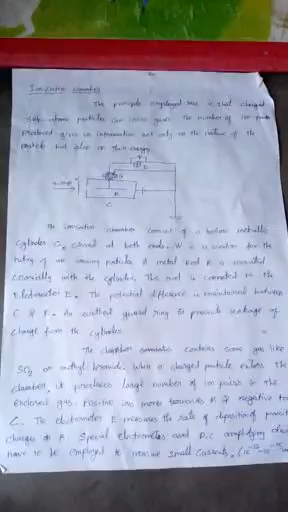 Ionisation chamber
The principle employed here is that charged
sub-atomic particles can ionise gases. The number of ion pairs
produced gives us information not only on the nature of the
particle but also on their energy.
E
R
C
The ionisation chamber consist of a hollow metallic
cylinder C, closed at both ends. W is a window for the
entry of an ionising particle. A metal rod R is mounted
coaxially with the cylinder. The rod is connected to the
Electrometer E. The potential difference is maintained between
C & R. An earthed guard ring to prevents leakage of
charge from the cylinder.
The chamber contains some gas like
SO2 or methyl bromide. When a charged particle enters the
chamber, it produces large number of ion pairs in the
enclosed gas. Positive ions move towards R & negative to
C. The electrometer E measures the rate of deposition of
charges on R. Special electrometers and D.C amplifying
have to be employed to measure small currents.